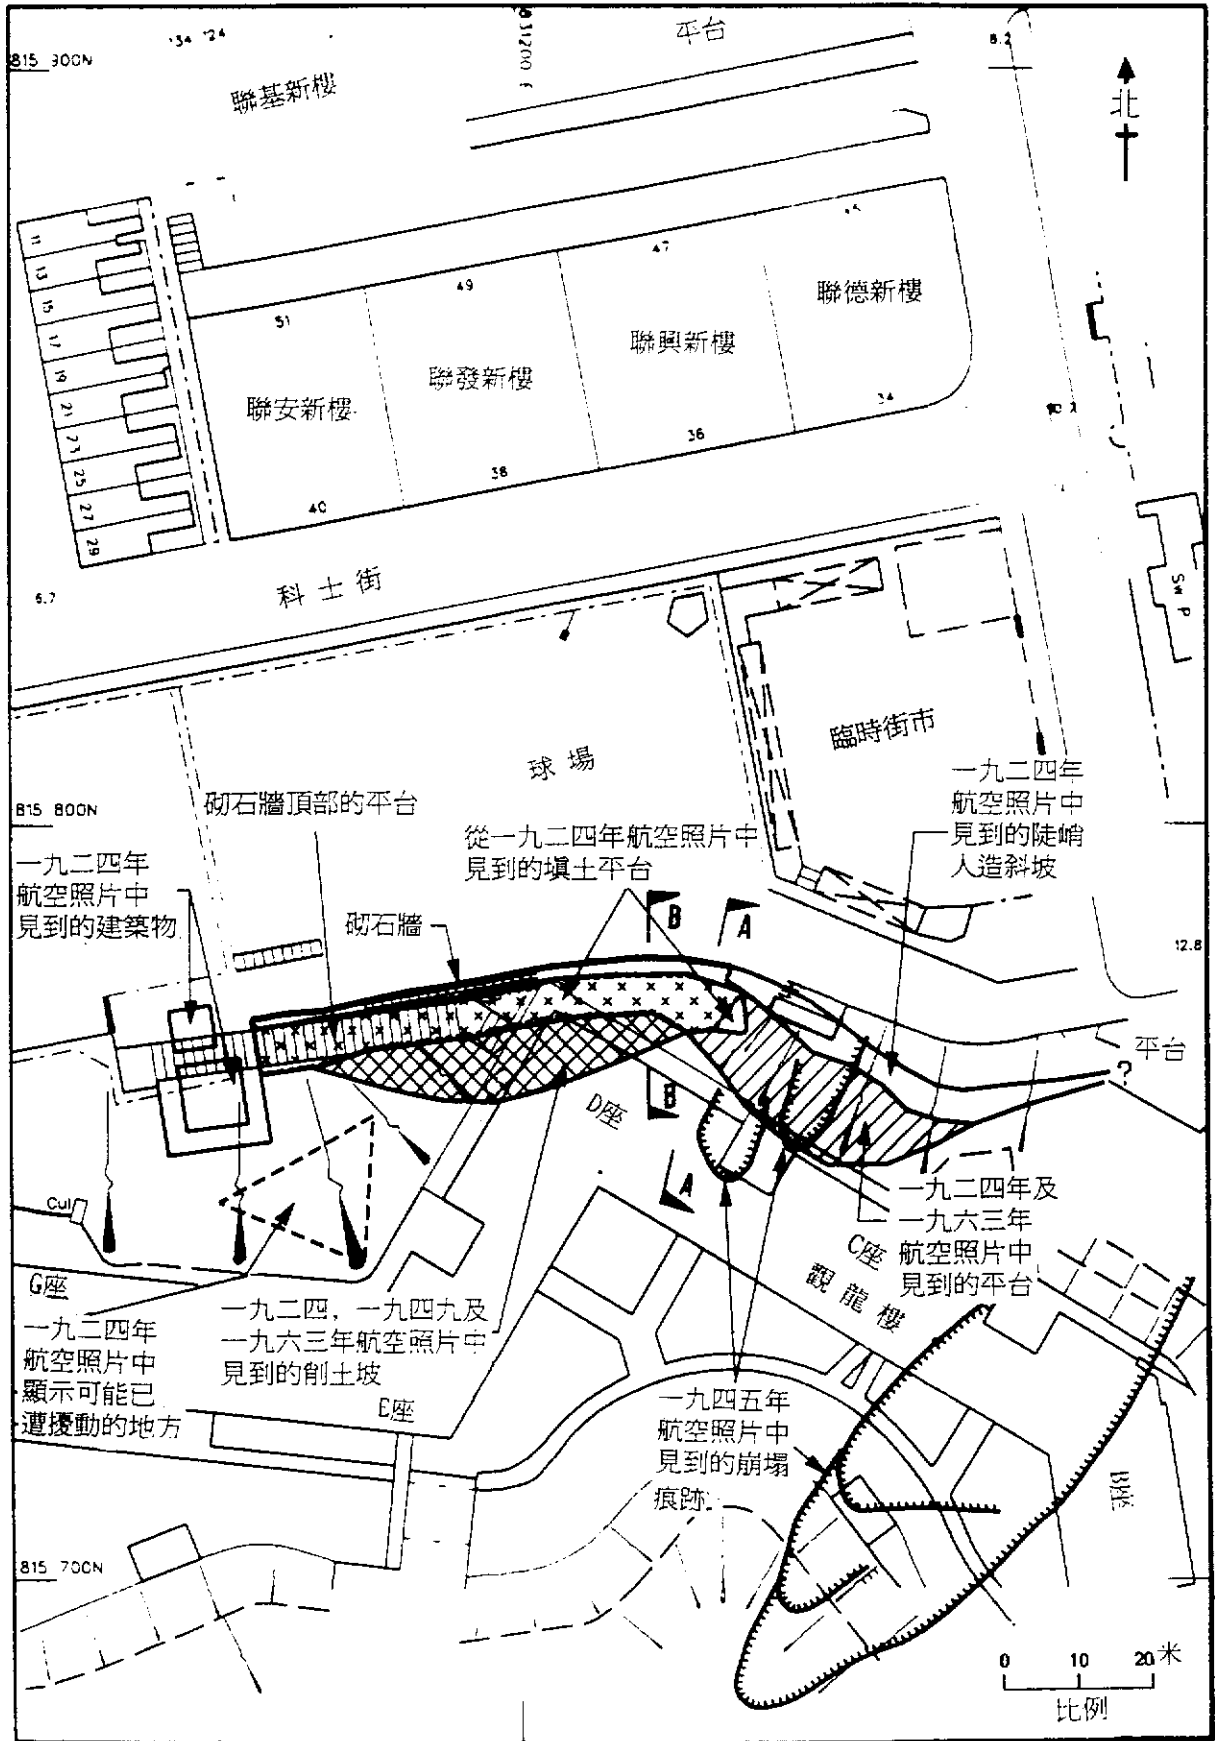 平台
8.2
815 900N
聯基新樓
北
11
13
15
17
19
21
23
25
27
29
47
49
51
聯德新樓
聯興新樓
聯發新樓
聯安新樓
34
36
38
40
科士街
6.7
Sw P
臨時街市
球場
一九二四年
航空照片中
見到的陡峭
人造斜坡
815 800N
砌石牆頂部的平台
從一九二四年航空照片中
見到的填土平台
一九二四年
航空照片中
見到的建築物
砌石牆
B
A
12.8
平台
?
D座
B
A
Cul
一九二四年及
一九六三年
航空照片中
見到的平台
C座
觀龍樓
G座
一九二四年
航空照片中
顯示可能已
遭擾動的地方
一九二四，一九四九及
一九六三年航空照片中
見到的削土坡
E座
一九四五年
航空照片中
見到的崩塌
痕跡
B座
815 700N
0 10 20 米
比例